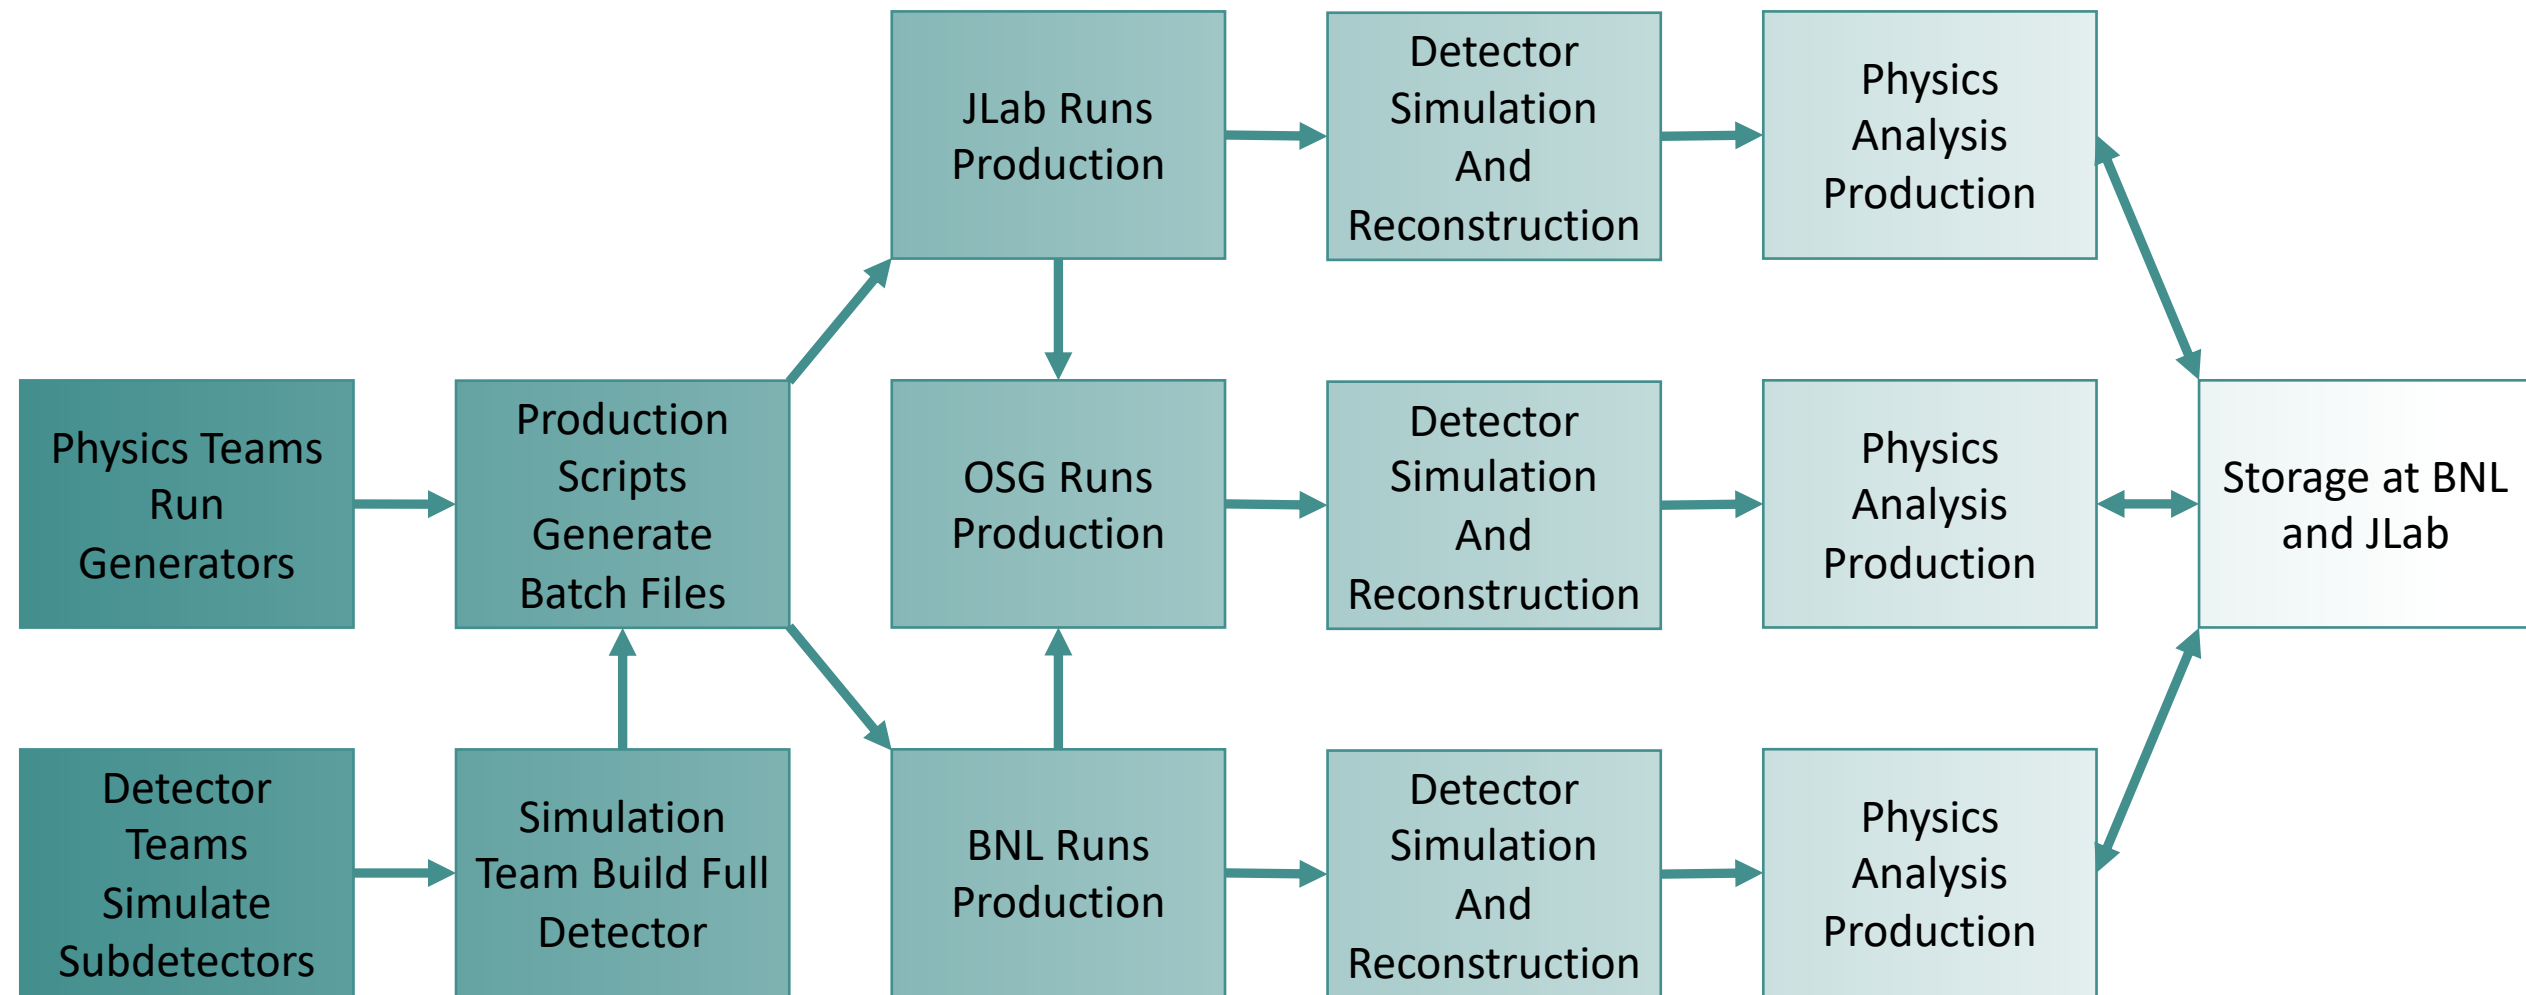 JLab Runs
Production
Detector
Simulation
And
Reconstruction
Physics
Analysis
Production
Physics Teams
Run
Generators
Production
Scripts
Generate
Batch Files
OSG Runs
Production
Detector
Simulation
And
Reconstruction
Physics
Analysis
Production
Storage at BNL
and JLab
Detector
Teams
Simulate
Subdetectors
Simulation
Team Build Full
Detector
BNL Runs
Production
Detector
Simulation
And
Reconstruction
Physics
Analysis
Production